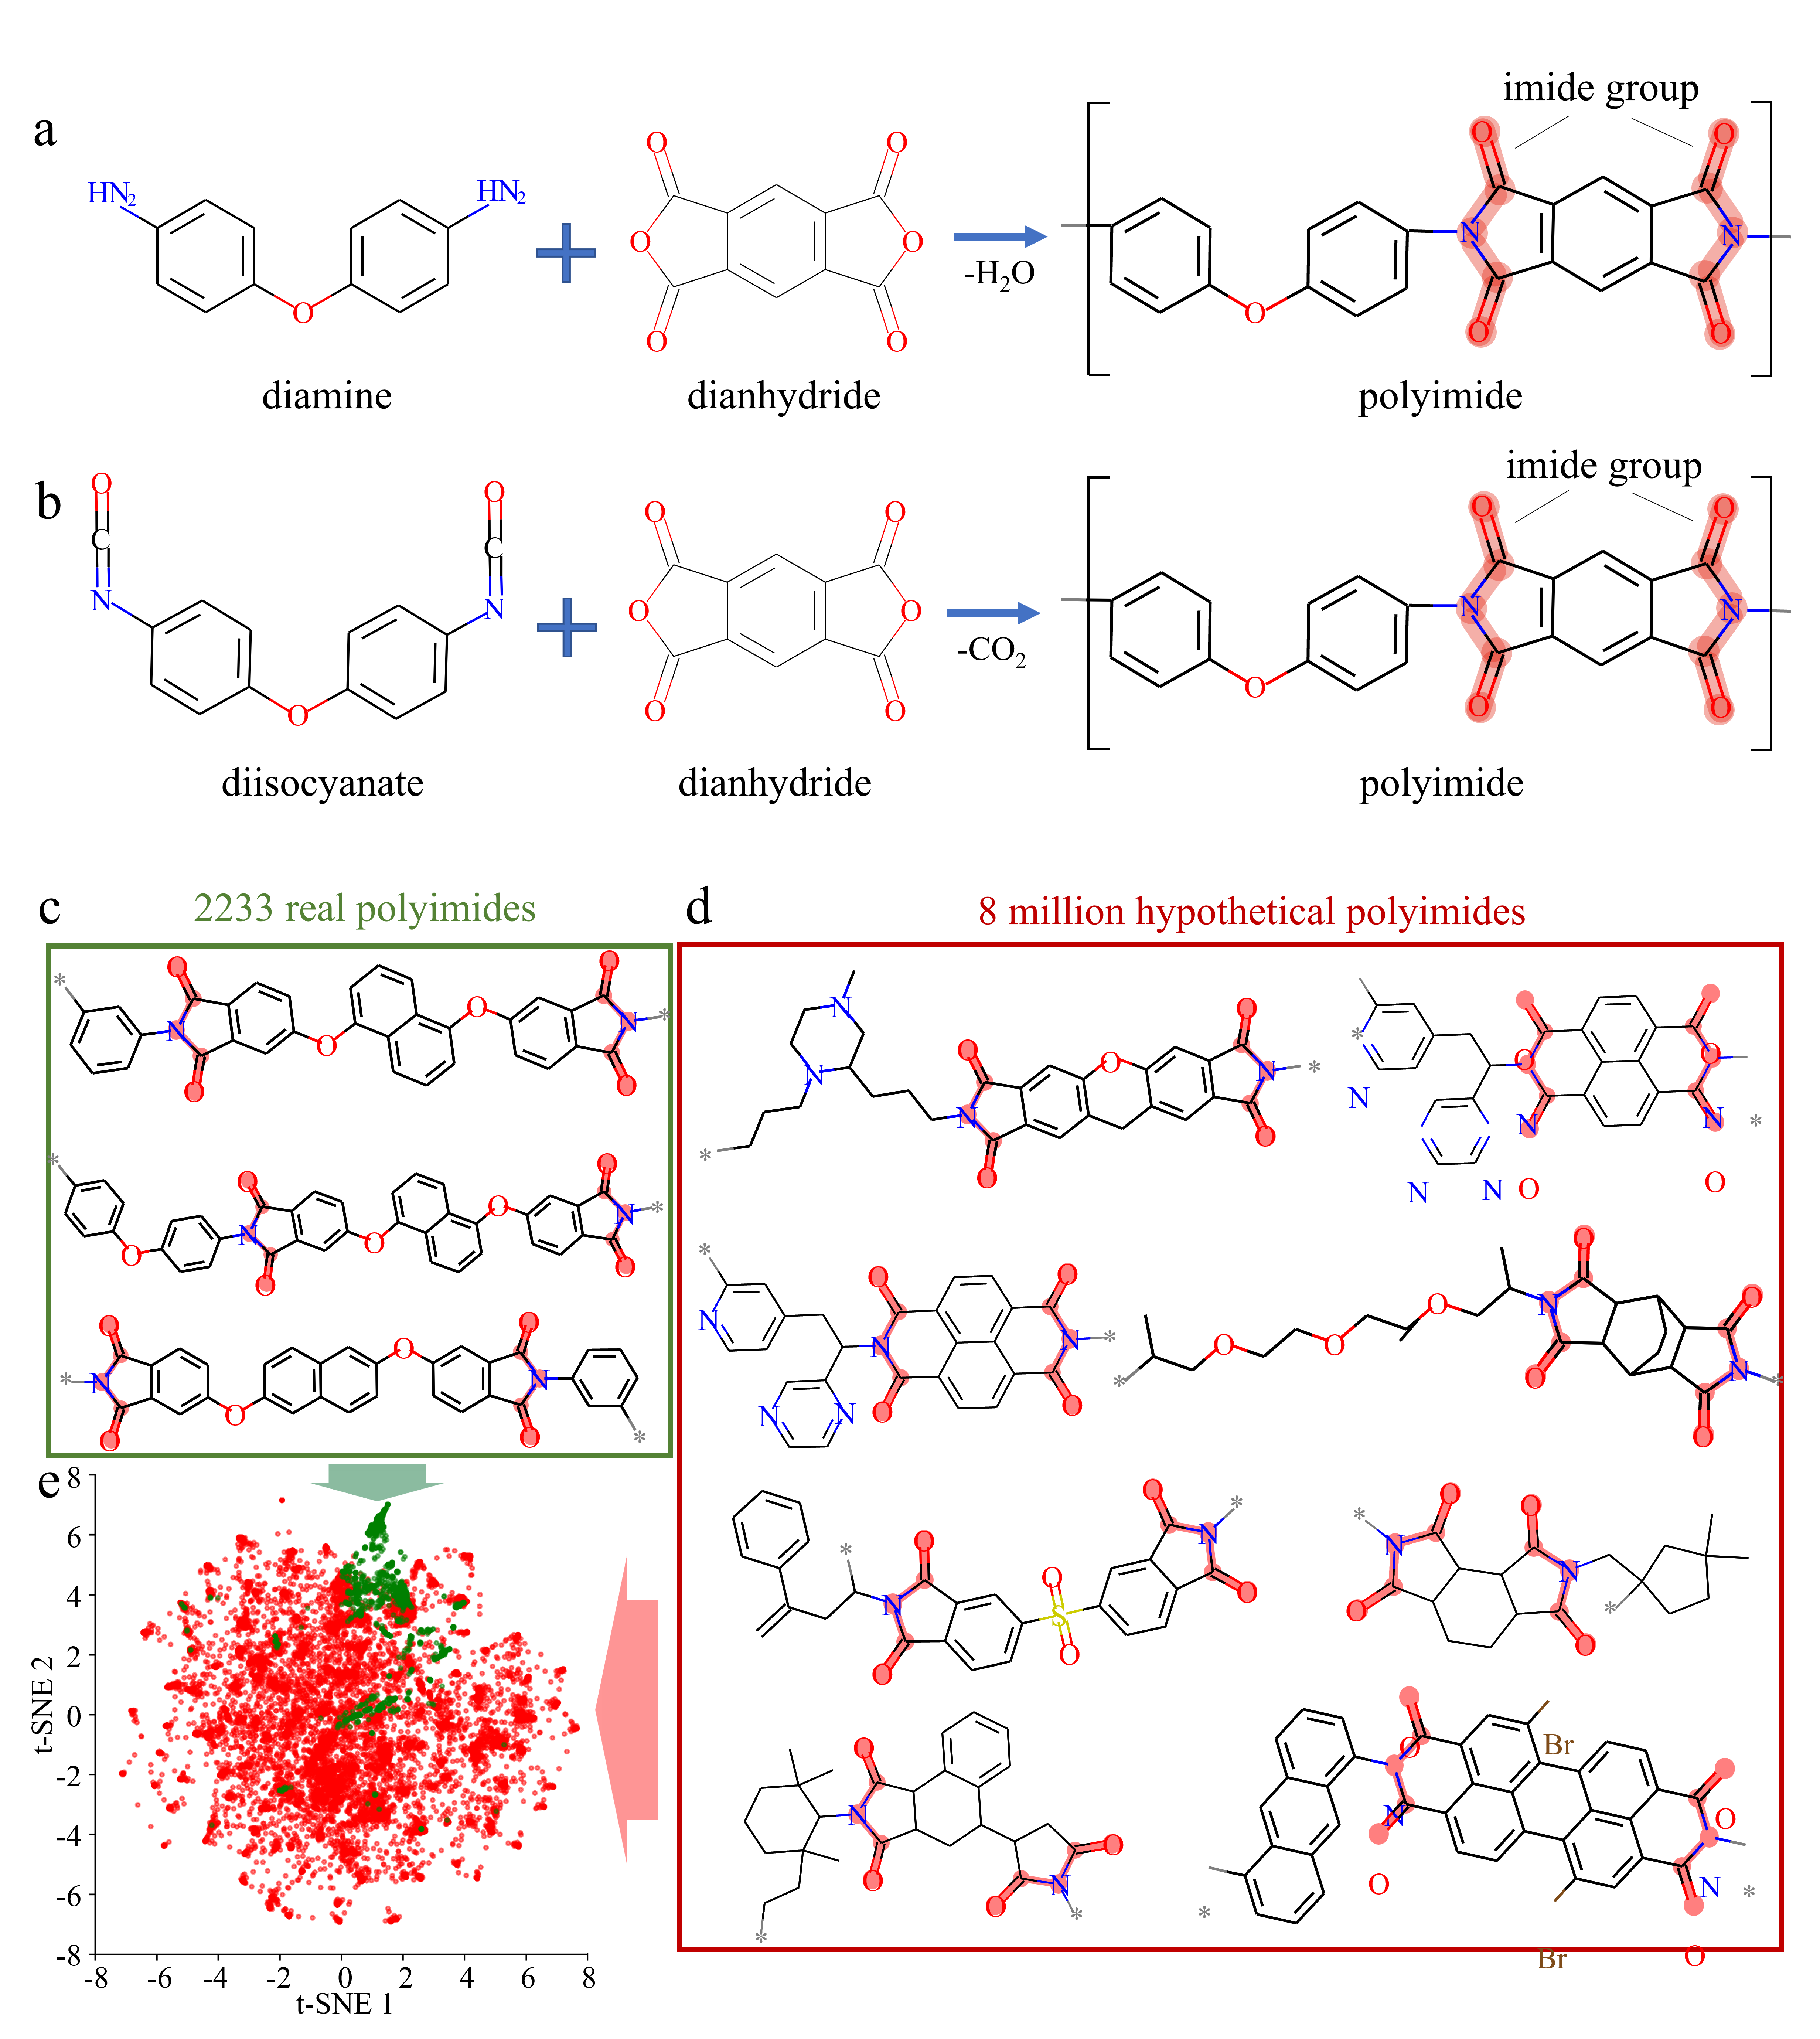 imide group
a
HN2
HN2
O
O
O
O
O
O
O
-H2O
O
O
N
N
O
O
O
diamine
dianhydride
polyimide
imide group
b
O
C
N
O
C
N
O
O
O
O
O
O
O
-CO2
O
O
N
N
O
O
O
diisocyanate
dianhydride
polyimide
c
2233 real polyimides
d
8 million hypothetical polyimides
*
O
N
O
O
O
O
N
*
O
*
O
O
N
O
O
O
O
N
*
O
*
O
N
O
O
O
O
N
O
*
N
N
*
O
N
O
O
O
N
*
O
*
N
N
N
O
N
O
N
*
O
O
*
N
N
N
O
N
O
O
N
*
O
*
O
O
O
O
N
O
O
N
*
O
*
O
N
O
O
S
O
O
N
*
O
*
N
O
O
O
N
O
*
*
O
N
O
O
N
*
O
*
O
N
O
Br
Br
O
N
*
O
e
8
6
4
2
0
-2
-4
-6
-8
t-SNE 2
-8 -6 -4 -2 0 2 4 6 8
t-SNE 1